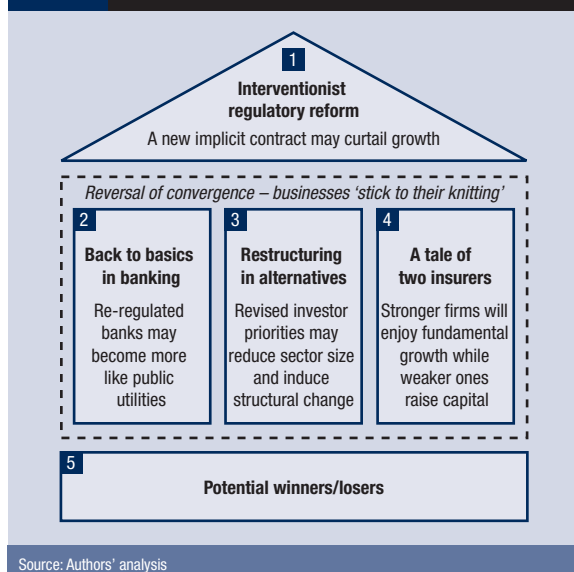 1
Interventionist
regulatory reform
A new implicit contract may curtail growth
Reversal of convergence – businesses ‘stick to their knitting’
2
Back to basics
in banking
Re-regulated
banks may
become more
like public
utilities
3
Restructuring
in alternatives
Revised investor
priorities may
reduce sector size
and induce
structural change
4
A tale of
two insurers
Stronger firms will
enjoy fundamental
growth while
weaker ones
raise capital
5
Potential winners/losers
Source: Authors’ analysis